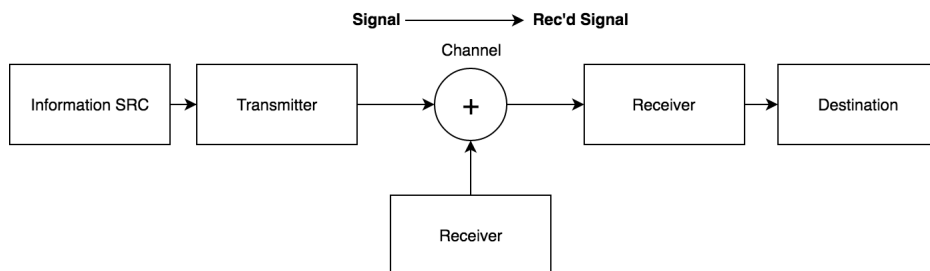 Signal Rec'd Signal
Channel
Information SRC
Transmitter
+
Receiver
Destination
Receiver